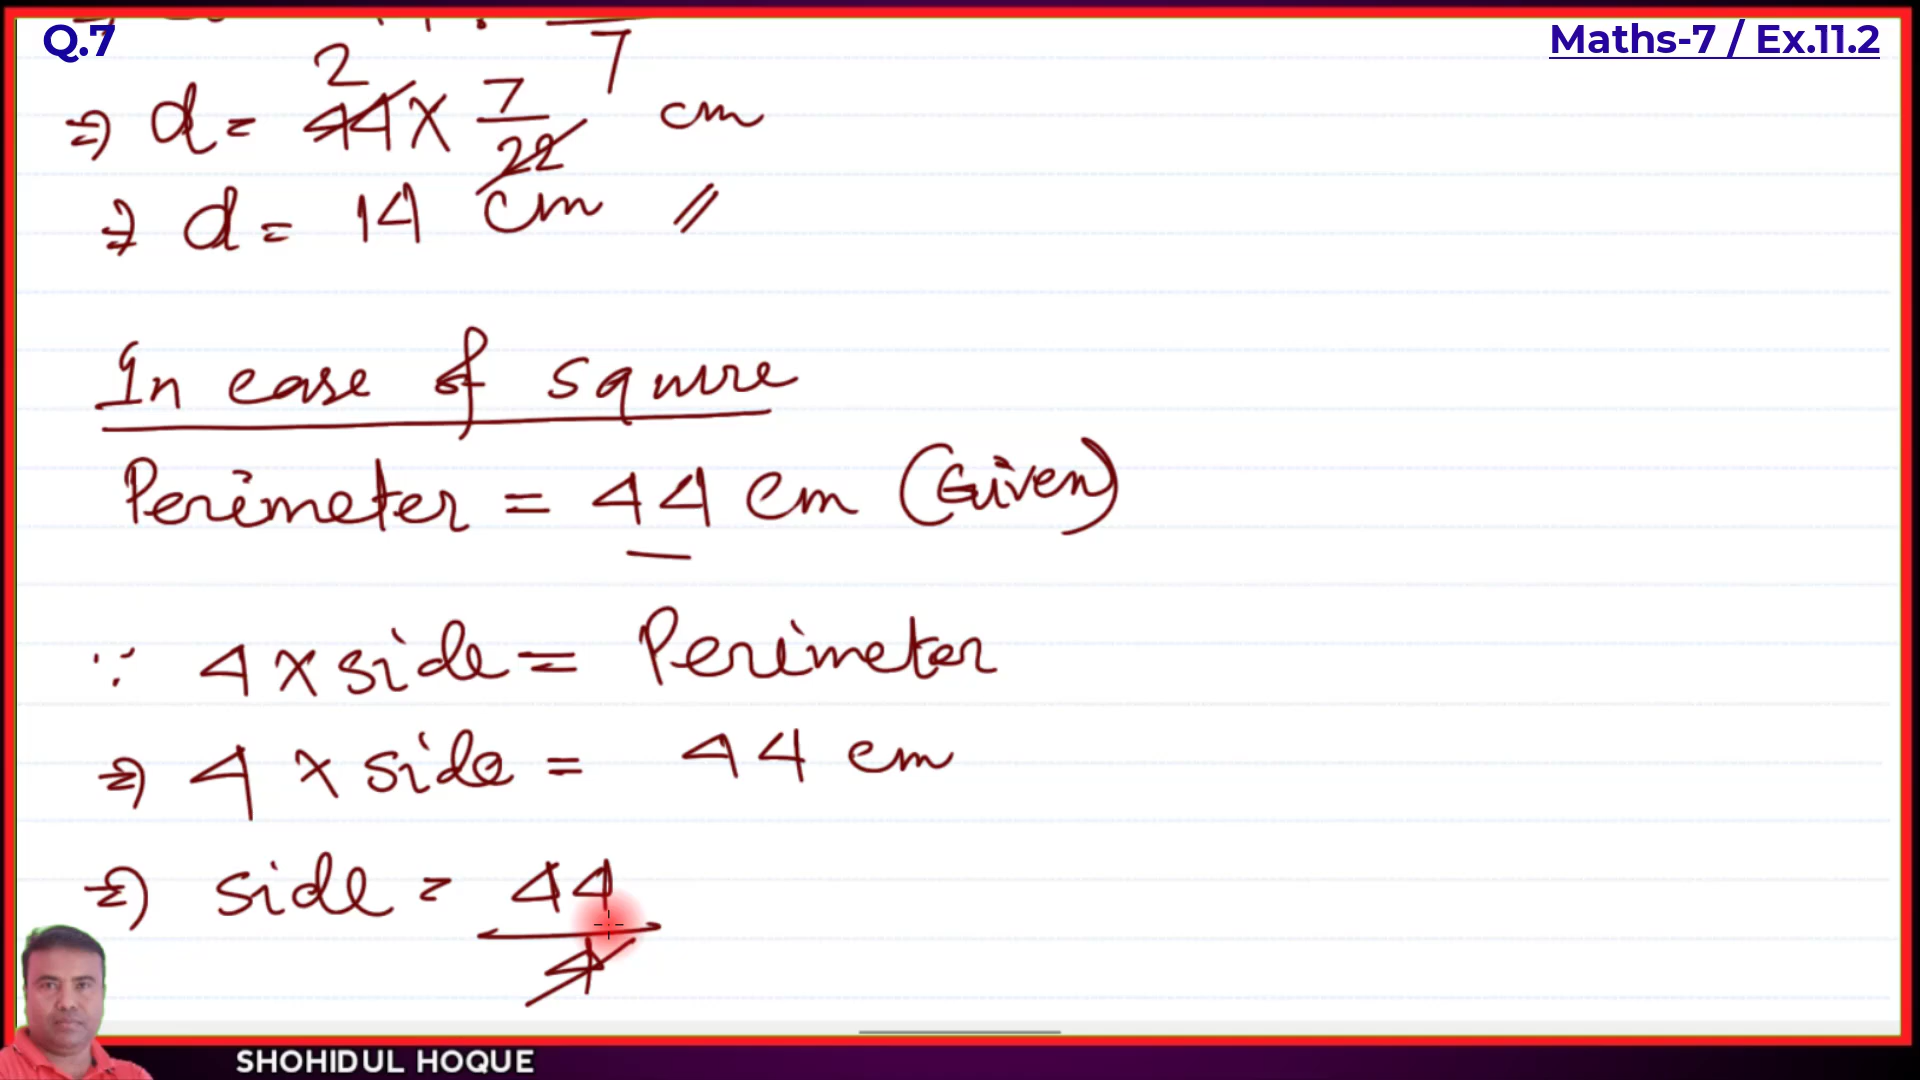 Q.7
Maths-7 / Ex.11.2
7
2
⇒ d = 44 × 7/22 cm
⇒ d = 14 cm //
In case of square
Perimeter = 44 cm (Given)
∵ 4 × side = Perimeter
⇒ 4 × side = 44 cm
⇒ side = 44/4
SHOHIDUL HOQUE